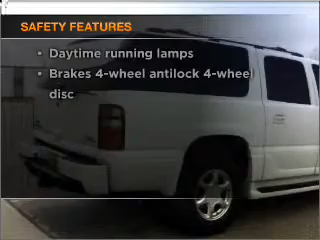 SAFETY FEATURES
• Daytime running lamps
• Brakes 4-wheel antilock 4-wheel
disc